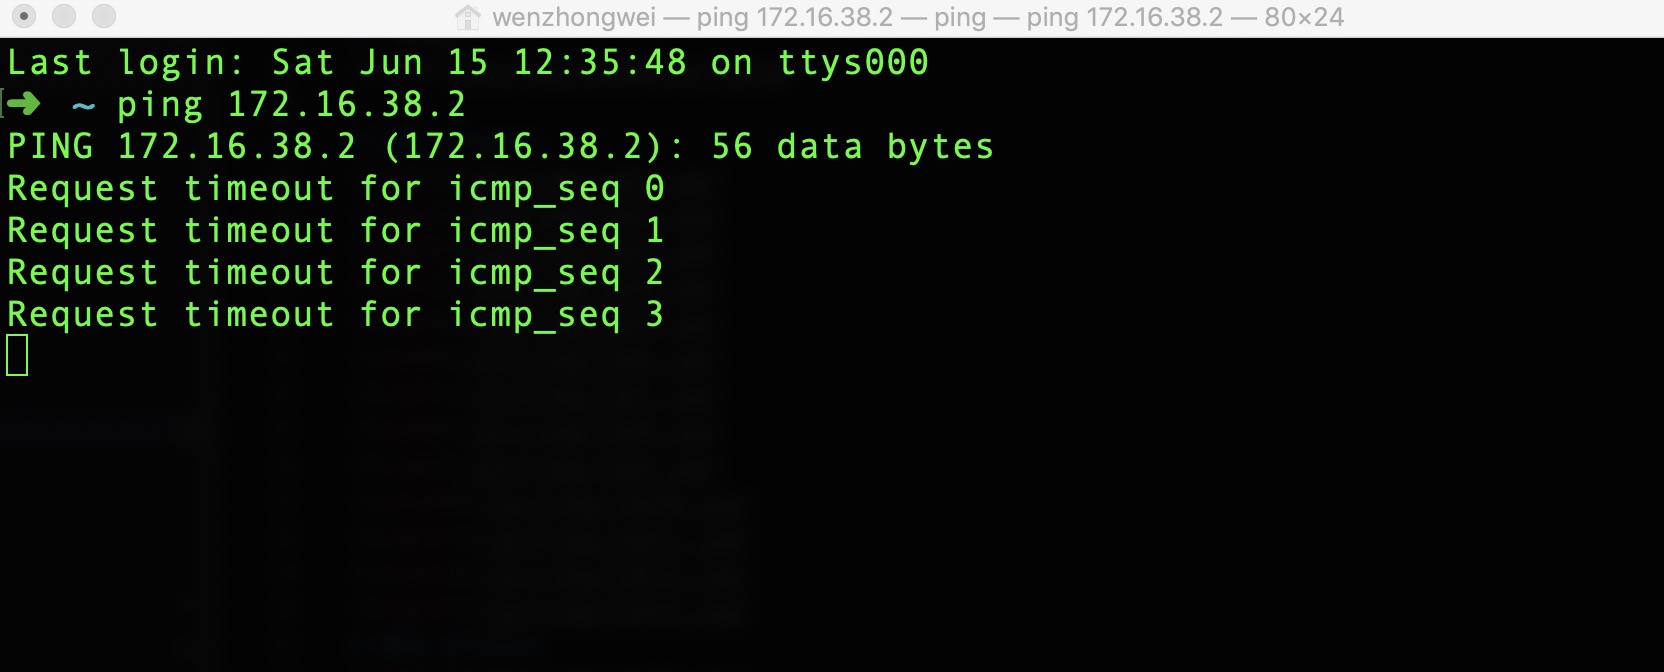 wenzhongwei — ping 172.16.38.2 — ping — ping 172.16.38.2 — 80×24
Last login: Sat Jun 15 12:35:48 on ttys000
➜ ~ ping 172.16.38.2
PING 172.16.38.2 (172.16.38.2): 56 data bytes
Request timeout for icmp_seq 0
Request timeout for icmp_seq 1
Request timeout for icmp_seq 2
Request timeout for icmp_seq 3